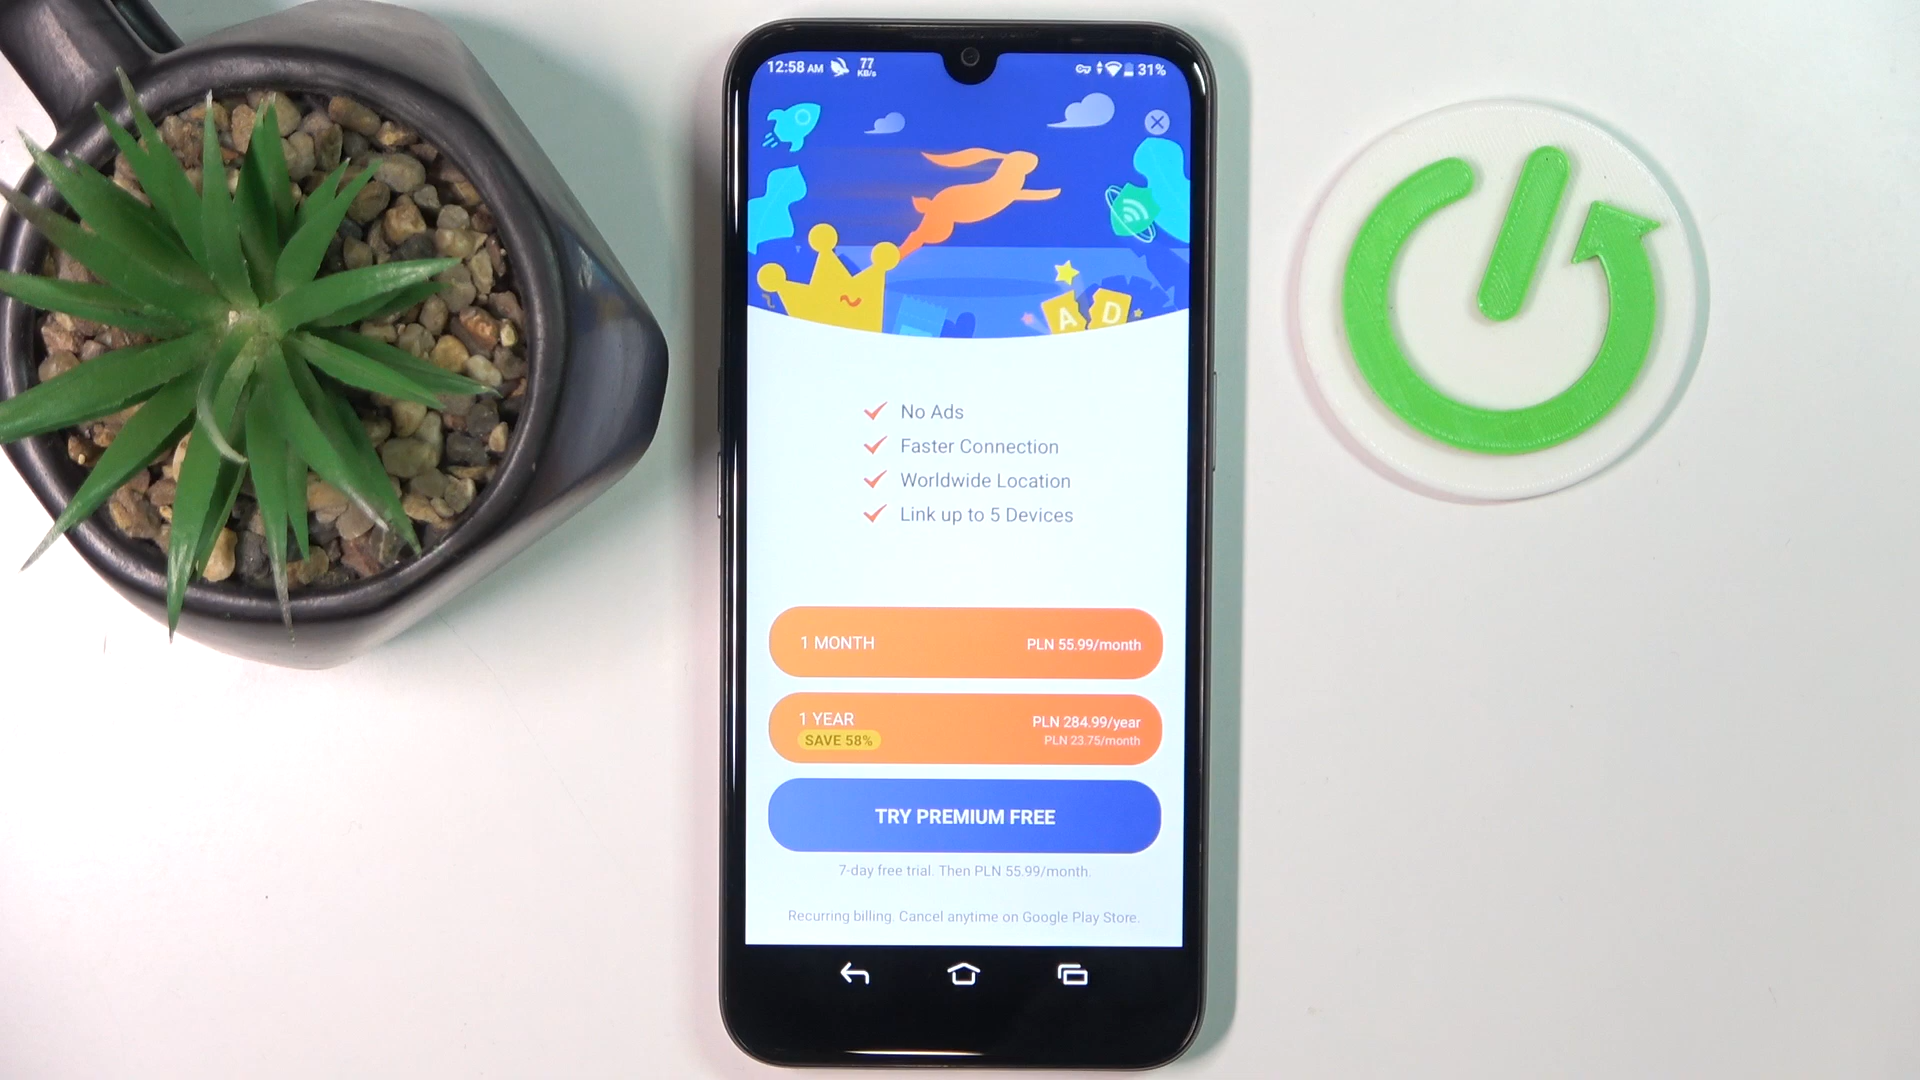 12:58 AM 77 KB/s 31%
A D
No Ads
Faster Connection
Worldwide Location
Link up to 5 Devices
1 MONTH PLN 55.99/month
1 YEAR PLN 284.99/year
SAVE 58% PLN 23.75/month
TRY PREMIUM FREE
7-day free trial. Then PLN 55.99/month.
Recurring billing. Cancel anytime on Google Play Store.